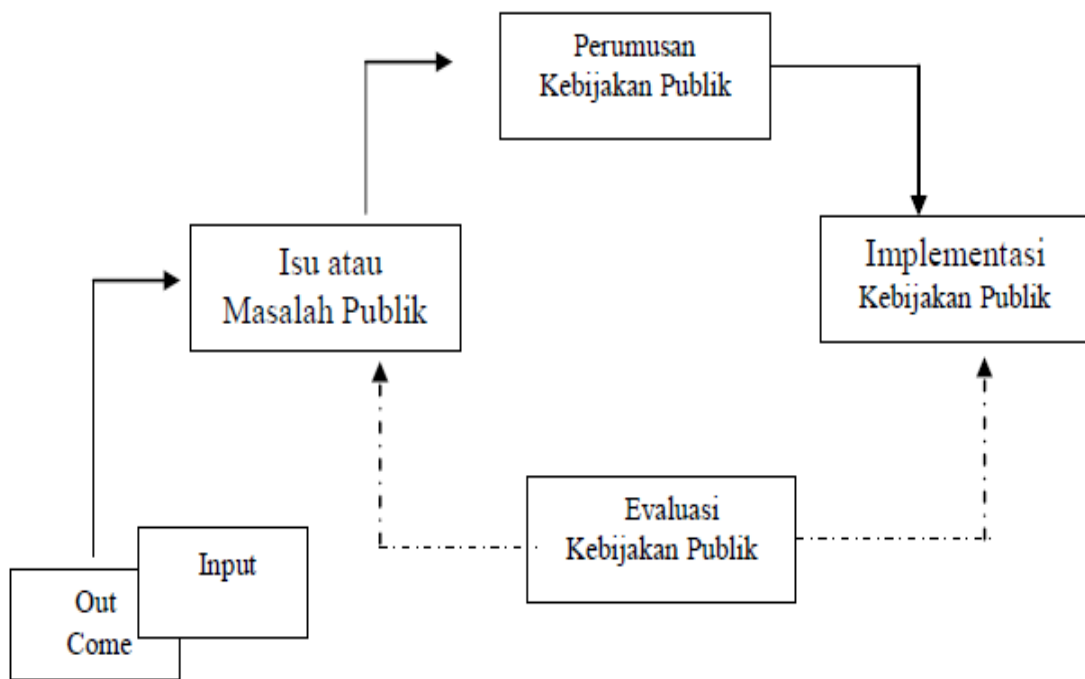 Perumusan
Kebijakan Publik
Isu atau
Masalah Publik
Implementasi
Kebijakan Publik
Evaluasi
Kebijakan Publik
Input
Out
Come